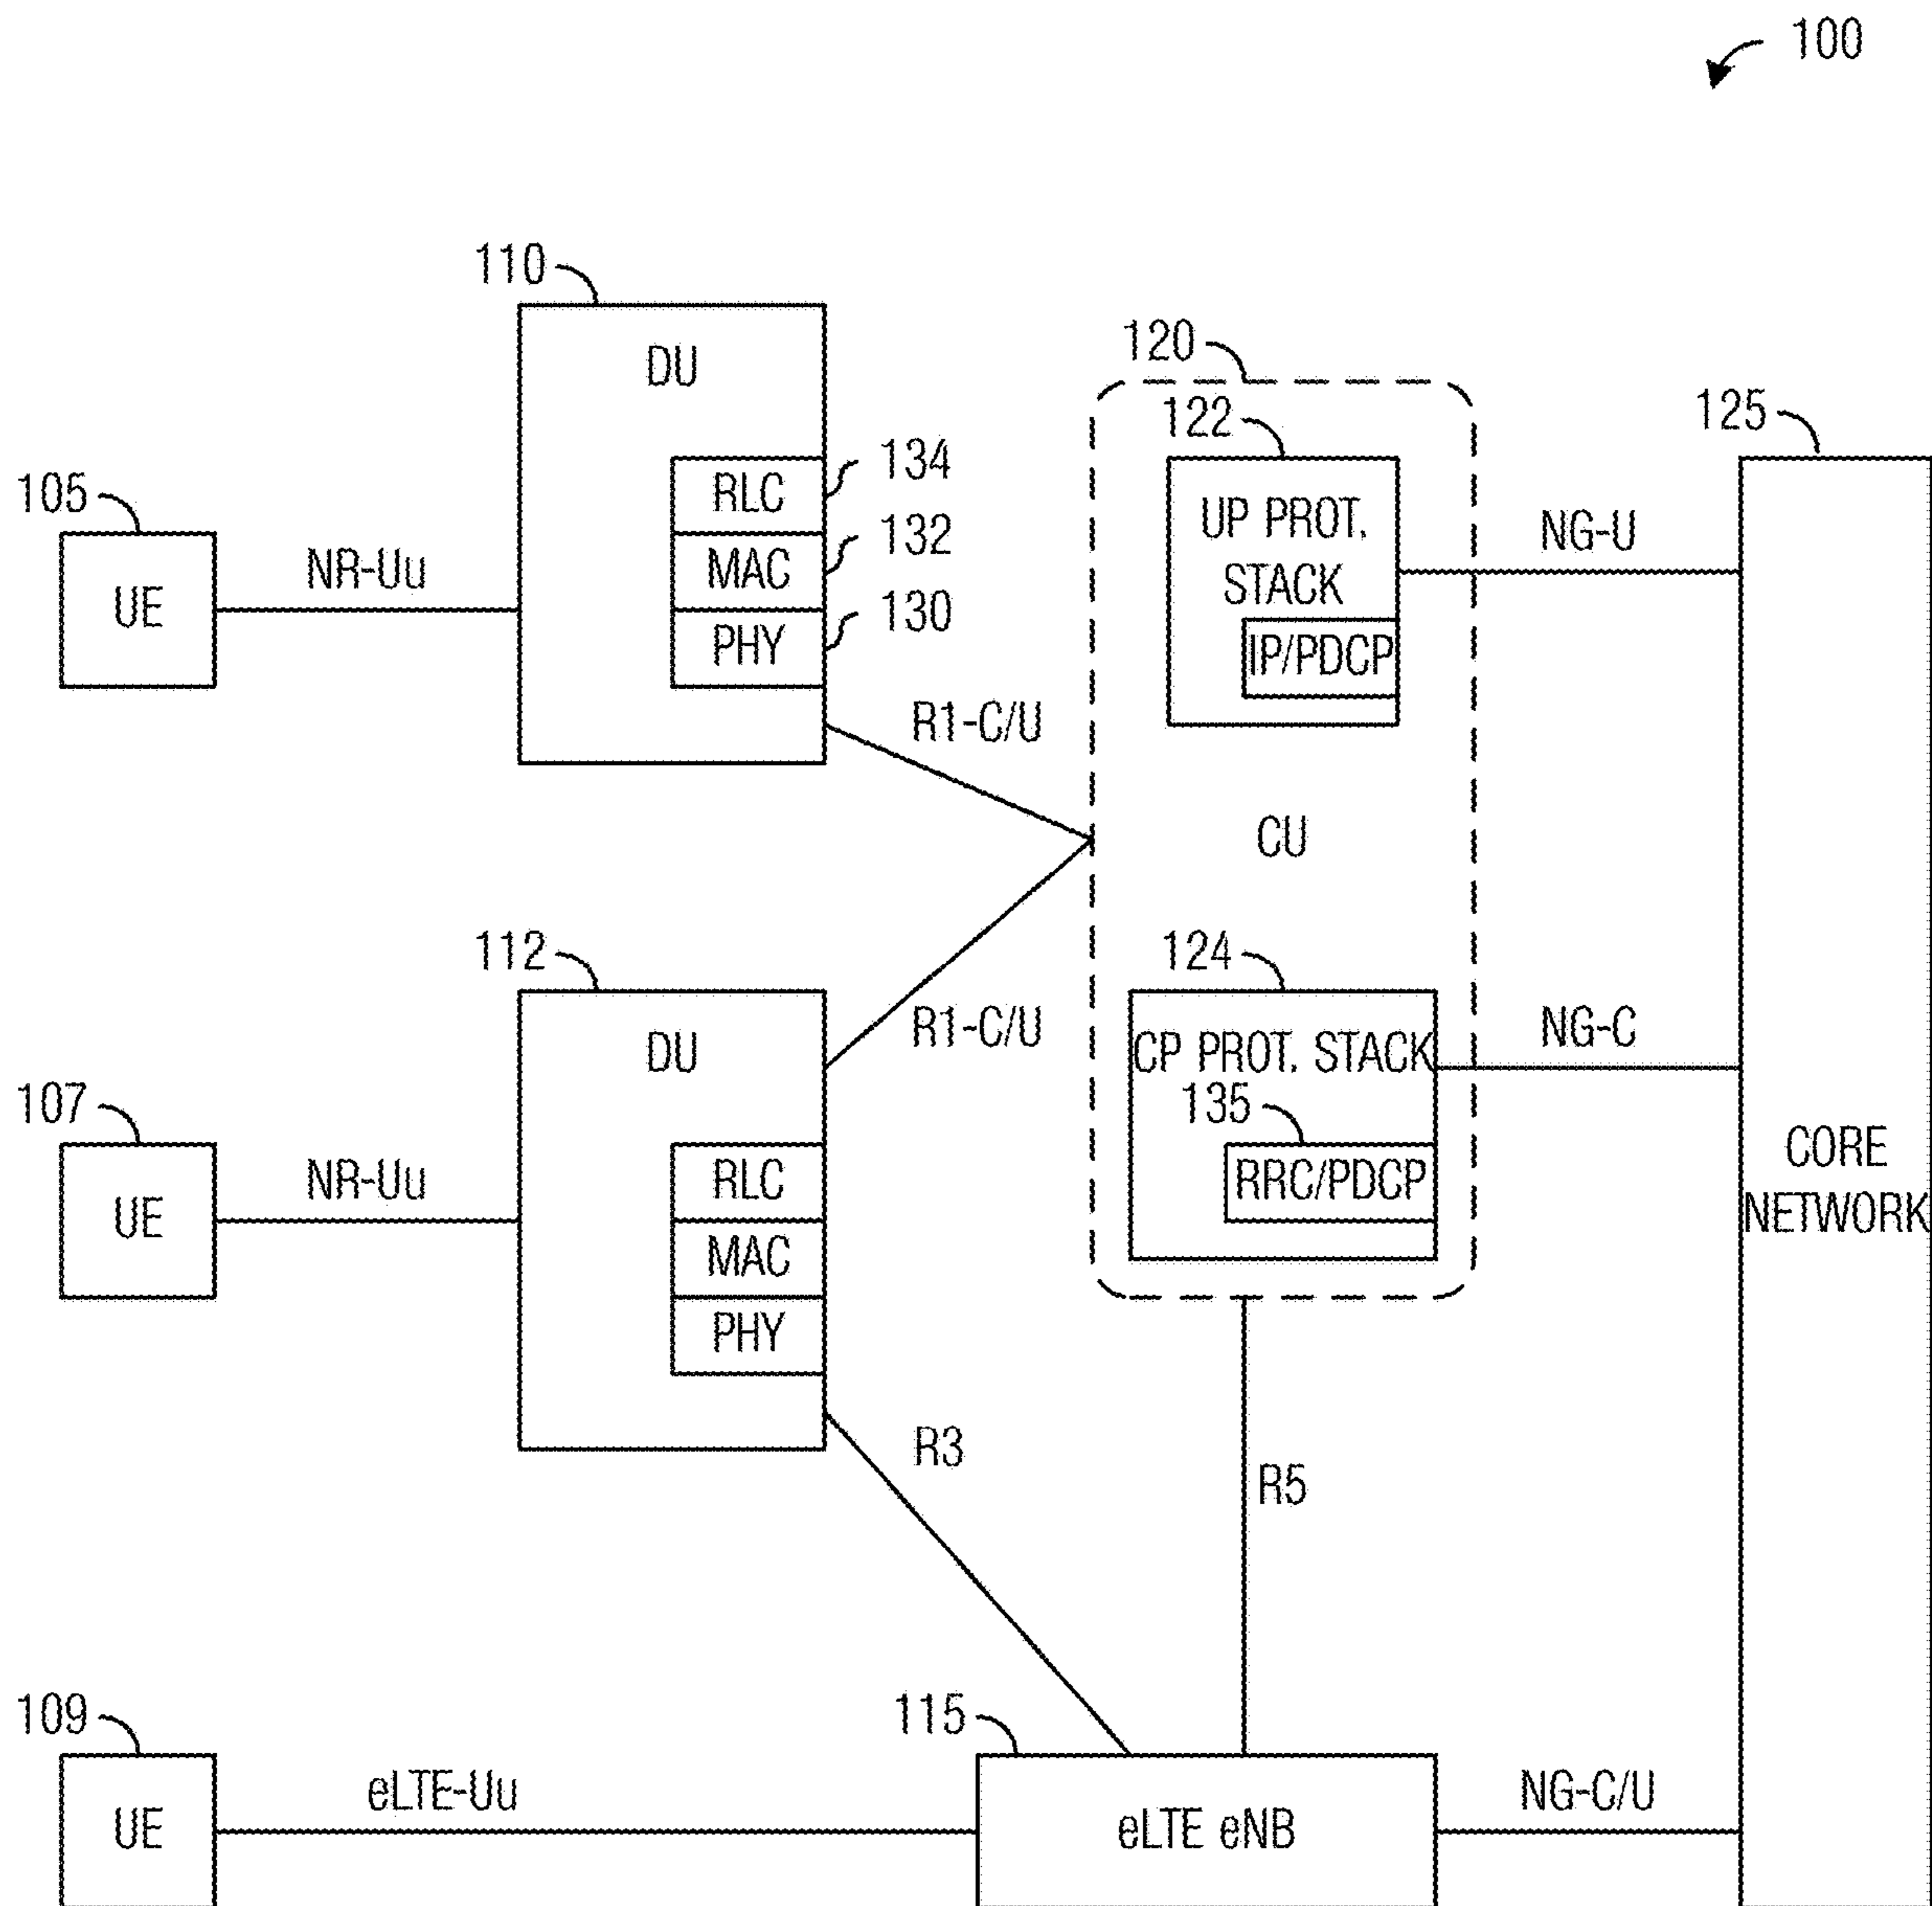 100
110
DU
120
122
125
134
RLC
105
UP PROT.
STACK
NG-U
132
MAC
NR-Uu
UE
130
PHY
IP/PDCP
R1-C/U
CU
112
124
R1-C/U
NG-C
DU
CP PROT. STACK
107
135
CORE
NETWORK
NR-Uu
UE
RLC
RRC/PDCP
MAC
PHY
R3
R5
109
115
eLTE-Uu
NG-C/U
UE
eLTE eNB